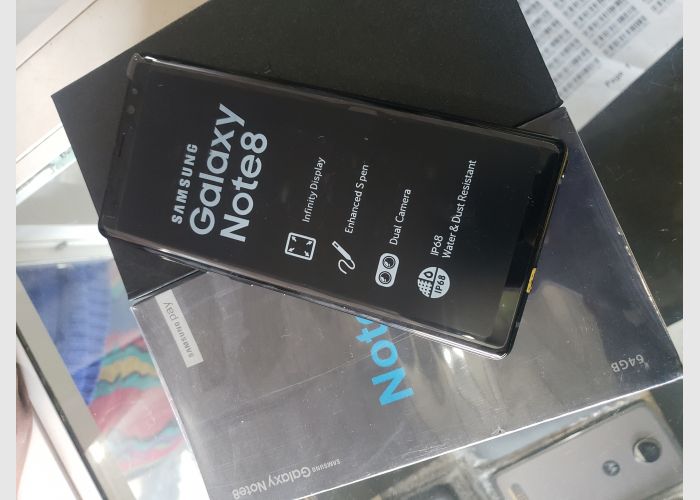 SAMSUNG
Galaxy
Note8
Infinity Display
Enhanced S pen
Dual Camera
IP68
Water & Dust Resistant
IP68
SAMSUNG pay
Note
64GB
SAMSUNG Galaxy Note8
Page